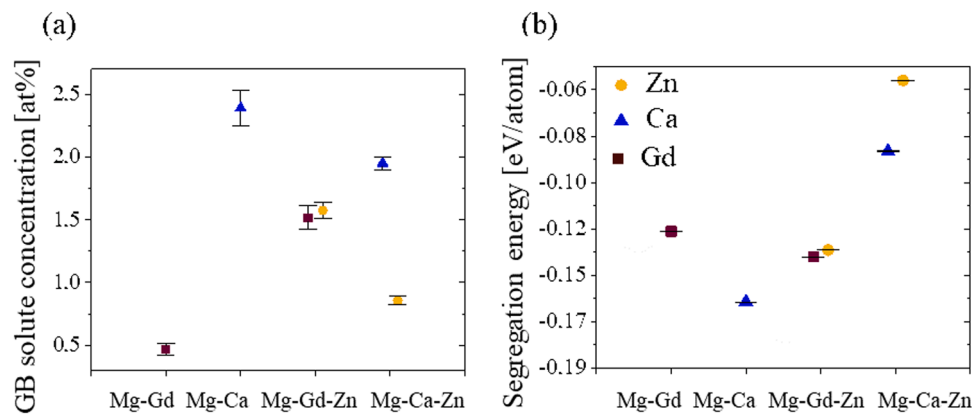 (a)
GB solute concentration [at%]
2.5
2.0
1.5
1.0
0.5
Mg-Gd Mg-Ca Mg-Gd-Zn Mg-Ca-Zn
(b)
Segregation energy [eV/atom]
-0.06
-0.08
-0.10
-0.12
-0.15
-0.17
-0.19
Zn
Ca
Gd
Mg-Gd Mg-Ca Mg-Gd-Zn Mg-Ca-Zn